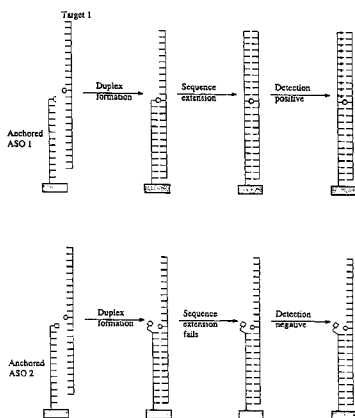 Target 1
Duplex
formation
Sequence
extension
Detection
positive
Anchored
ASO 1
Duplex
formation
Sequence
extension
fails
Detection
negative
Anchored
ASO 2